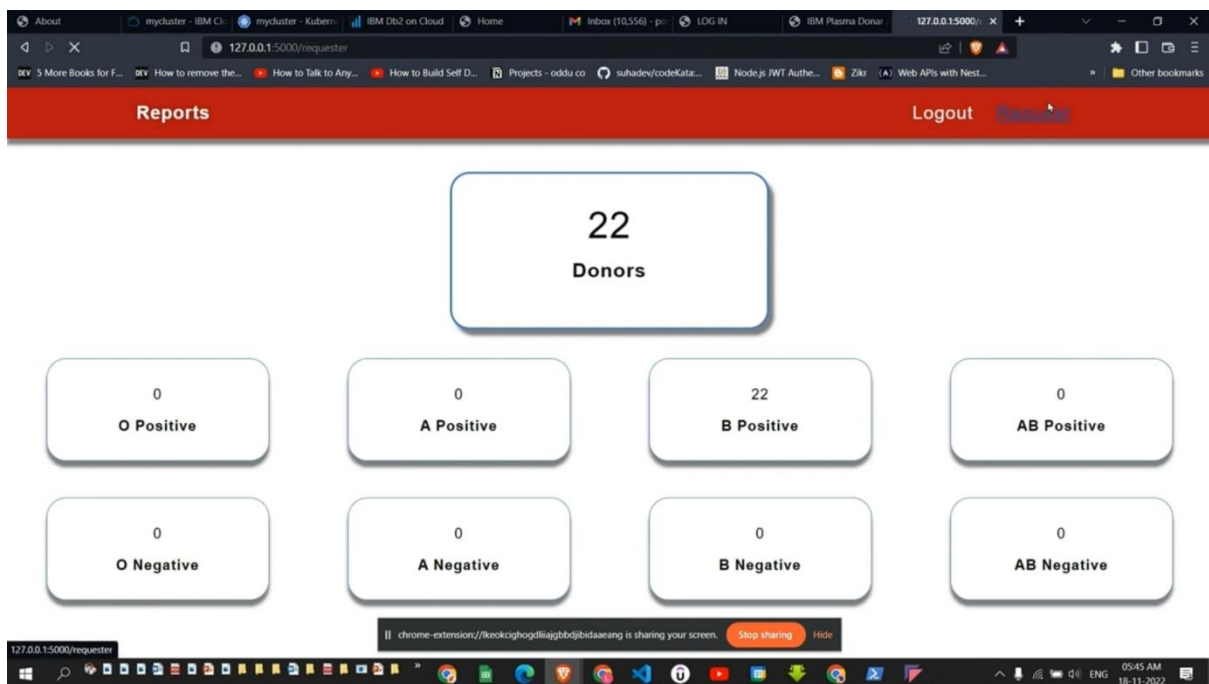 About mycluster - IBM Clo mycluster - Kuberne IBM Db2 on Cloud Home Inbox (10,556) - po LOG IN IBM Plasma Donar 127.0.0.1:5000/
127.0.0.1:5000/requester
5 More Books for F... How to remove the... How to Talk to Any... How to Build Self D... Projects - oddu co suhadev/codeKata:... Node.js JWT Authe... Zikr Web APIs with Nest... » Other bookmarks
Reports Logout
22
Donors
0 0 22 0
O Positive A Positive B Positive AB Positive
0 0 0 0
O Negative A Negative B Negative AB Negative
chrome-extension://lkeokcighogdliiajgbbdjibidaaeang is sharing your screen. Stop sharing Hide
127.0.0.1:5000/requester
ENG 05:45 AM
18-11-2022